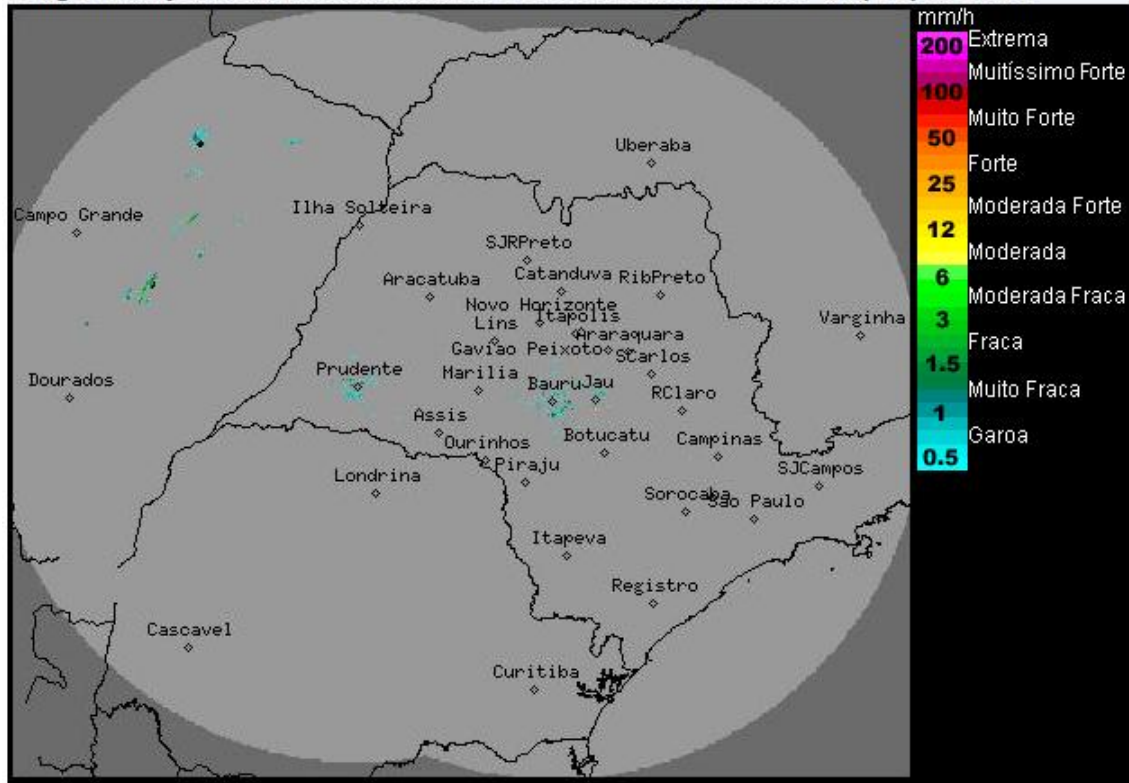 mm/h
200 Extrema
Muitíssimo Forte
100
Muito Forte
50
Forte
25
Moderada Forte
12
Moderada
6
Moderada Fraca
3
Fraca
1.5
Muito Fraca
1
Garoa
0.5
Uberaba
Campo Grande
Ilha Solteira
SJRPreto
Aracatuba
Catanduva
RibPreto
Novo Horizonte
Itapolis
Lins
Araraquara
Varginha
Gaviao Peixoto
SCarlos
Prudente
Marilia
Dourados
Bauru
Jau
RClaro
Assis
Ourinhos
Botucatu
Campinas
Piraju
SJCampos
Londrina
Sorocaba
Sao Paulo
Itapeva
Registro
Cascavel
Curitiba